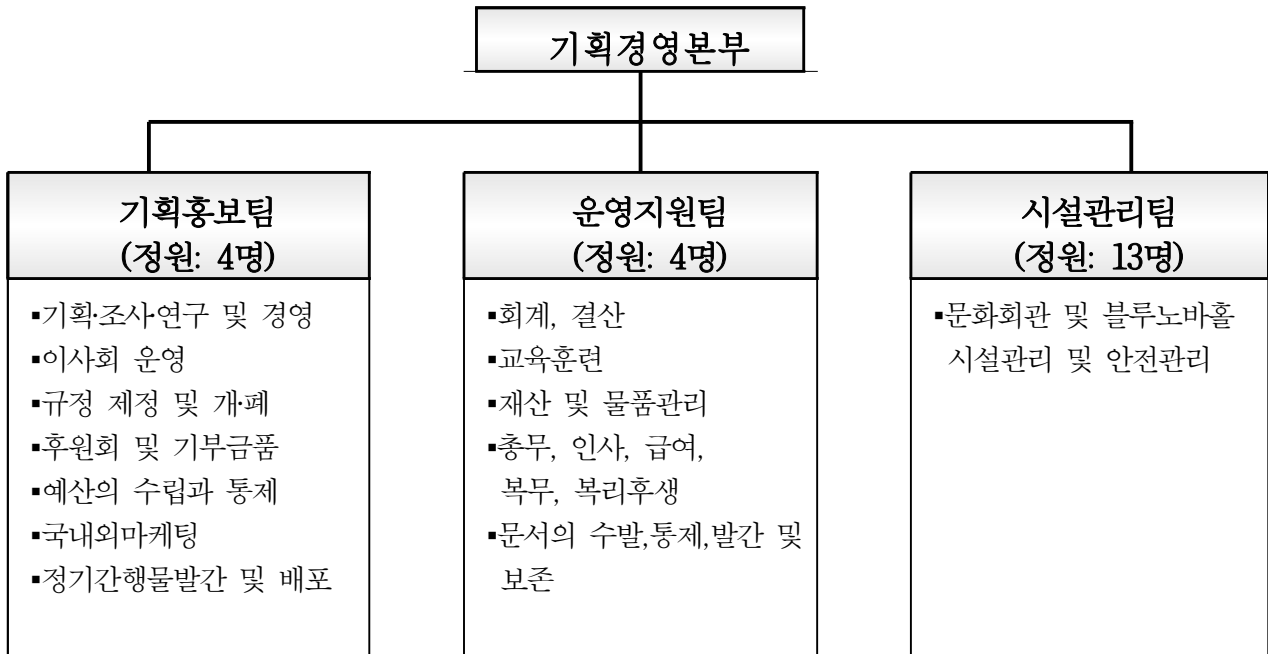 기획경영본부
기획홍보팀
(정원: 4명)
▪기획·조사·연구 및 경영
▪이사회 운영
▪규정 제정 및 개·폐
▪후원회 및 기부금품
▪예산의 수립과 통제
▪국내외마케팅
▪정기간행물발간 및 배포
운영지원팀
(정원: 4명)
▪회계, 결산
▪교육훈련
▪재산 및 물품관리
▪총무, 인사, 급여,
복무, 복리후생
▪문서의 수발,통제,발간 및
보존
시설관리팀
(정원: 13명)
▪문화회관 및 블루노바홀
시설관리 및 안전관리